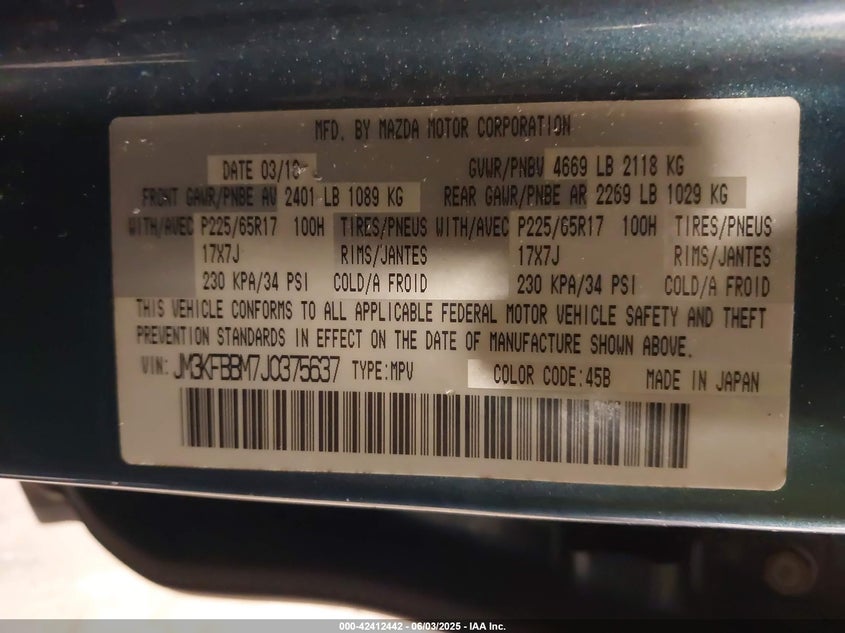 MFD. BY MAZDA MOTOR CORPORATION
DATE 03/18 GVWR/PNBV 4669 LB 2118 KG
FRONT GAWR/PNBE AV 2401 LB 1089 KG REAR GAWR/PNBE AR 2269 LB 1029 KG
WITH/AVEC P225/65R17 100H TIRES/PNEUS WITH/AVEC P225/65R17 100H TIRES/PNEUS
17X7J RIMS/JANTES 17X7J RIMS/JANTES
230 KPA/34 PSI COLD/A FROID 230 KPA/34 PSI COLD/A FROID
THIS VEHICLE CONFORMS TO ALL APPLICABLE FEDERAL MOTOR VEHICLE SAFETY AND THEFT
PREVENTION STANDARDS IN EFFECT ON THE DATE OF MANUFACTURE SHOWN ABOVE.
VIN: JM3KFBBM7J0375637 TYPE:MPV COLOR CODE:45B MADE IN JAPAN
000-42412442 - 06/03/2025 - IAA Inc.